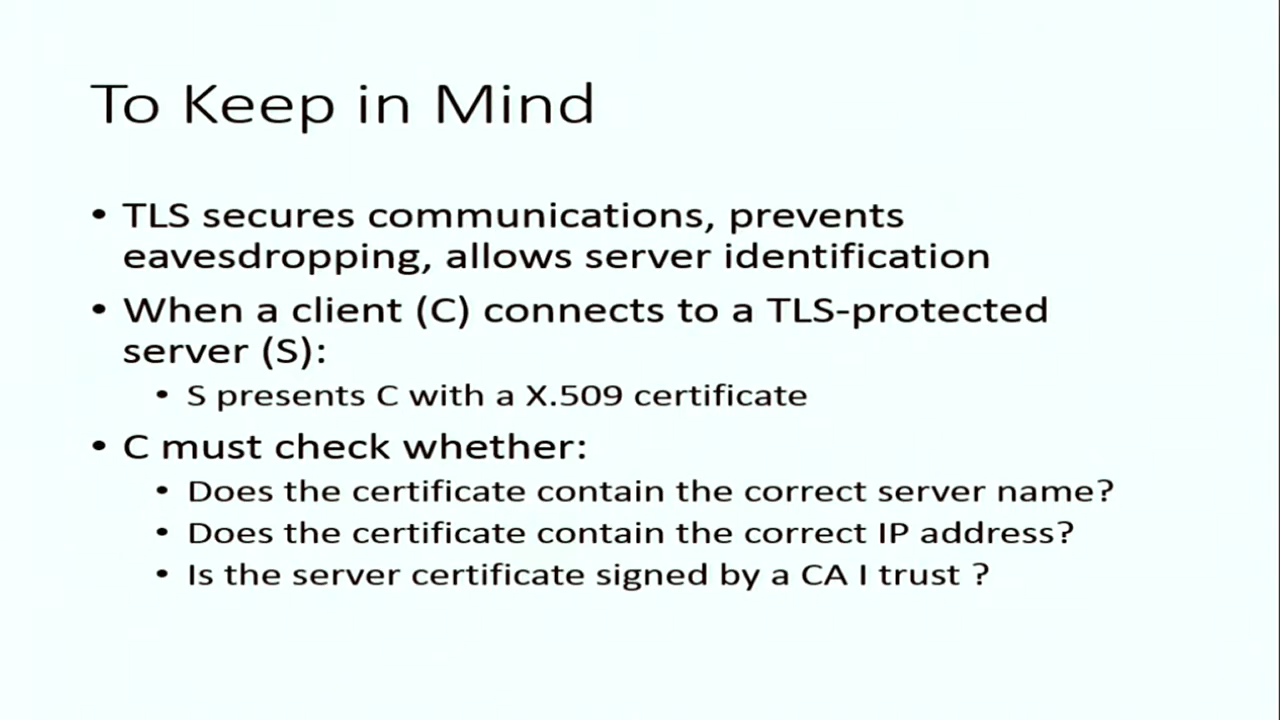 To Keep in Mind
• TLS secures communications, prevents
eavesdropping, allows server identification
• When a client (C) connects to a TLS-protected
server (S):
• S presents C with a X.509 certificate
• C must check whether:
• Does the certificate contain the correct server name?
• Does the certificate contain the correct IP address?
• Is the server certificate signed by a CA I trust ?